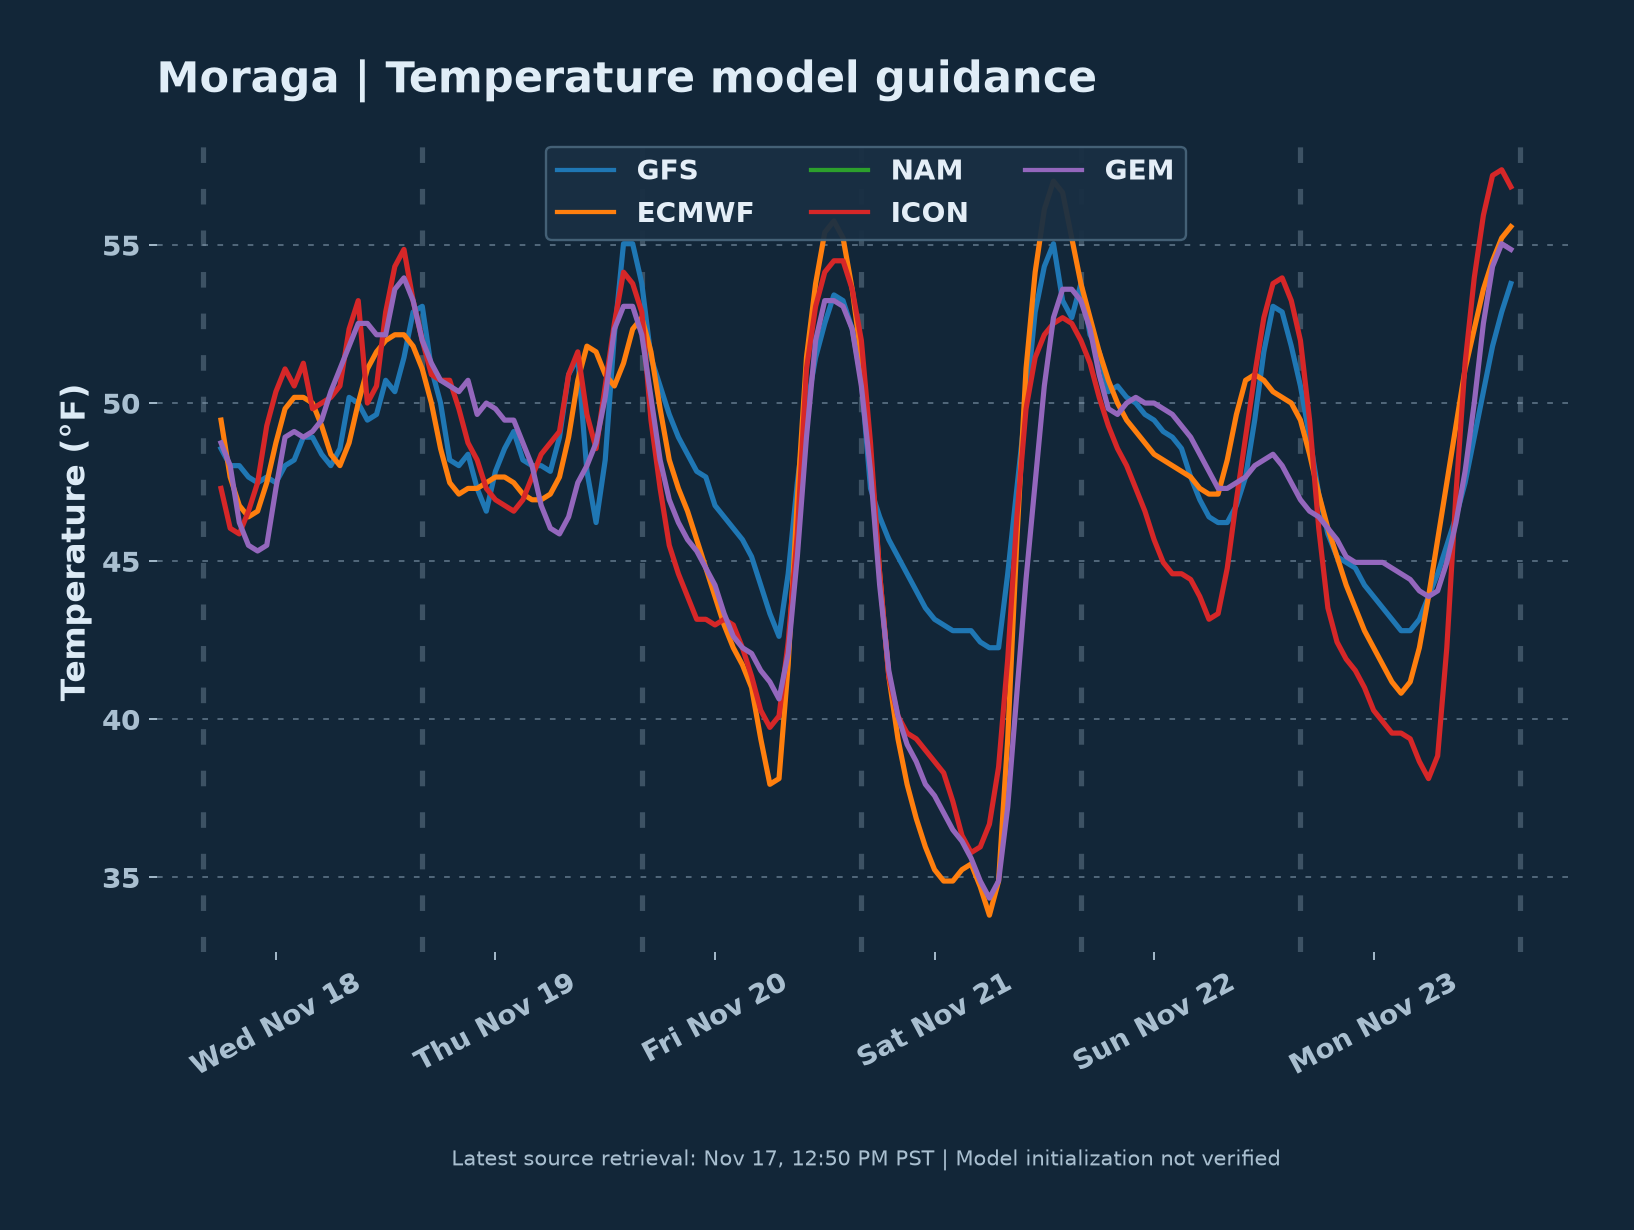 Moraga | Temperature model guidance
GFS
NAM
GEM
ECMWF
ICON
Temperature (°F)
55
50
45
40
35
Wed Nov 18
Thu Nov 19
Fri Nov 20
Sat Nov 21
Sun Nov 22
Mon Nov 23
Latest source retrieval: Nov 17, 12:50 PM PST | Model initialization not verified